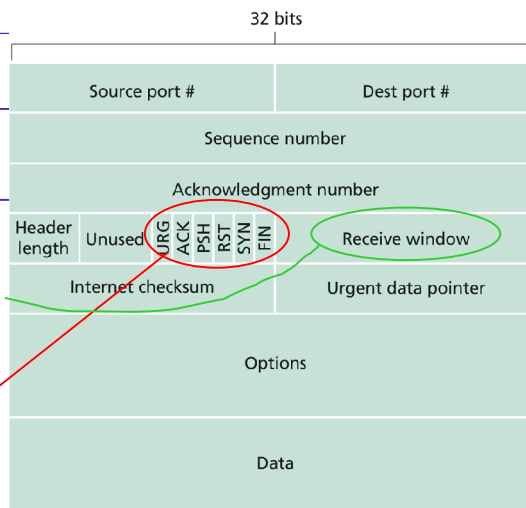 32 bits
Source port # Dest port #
Sequence number
Acknowledgment number
Header length Unused URG ACK PSH RST SYN FIN Receive window
Internet checksum Urgent data pointer
Options
Data